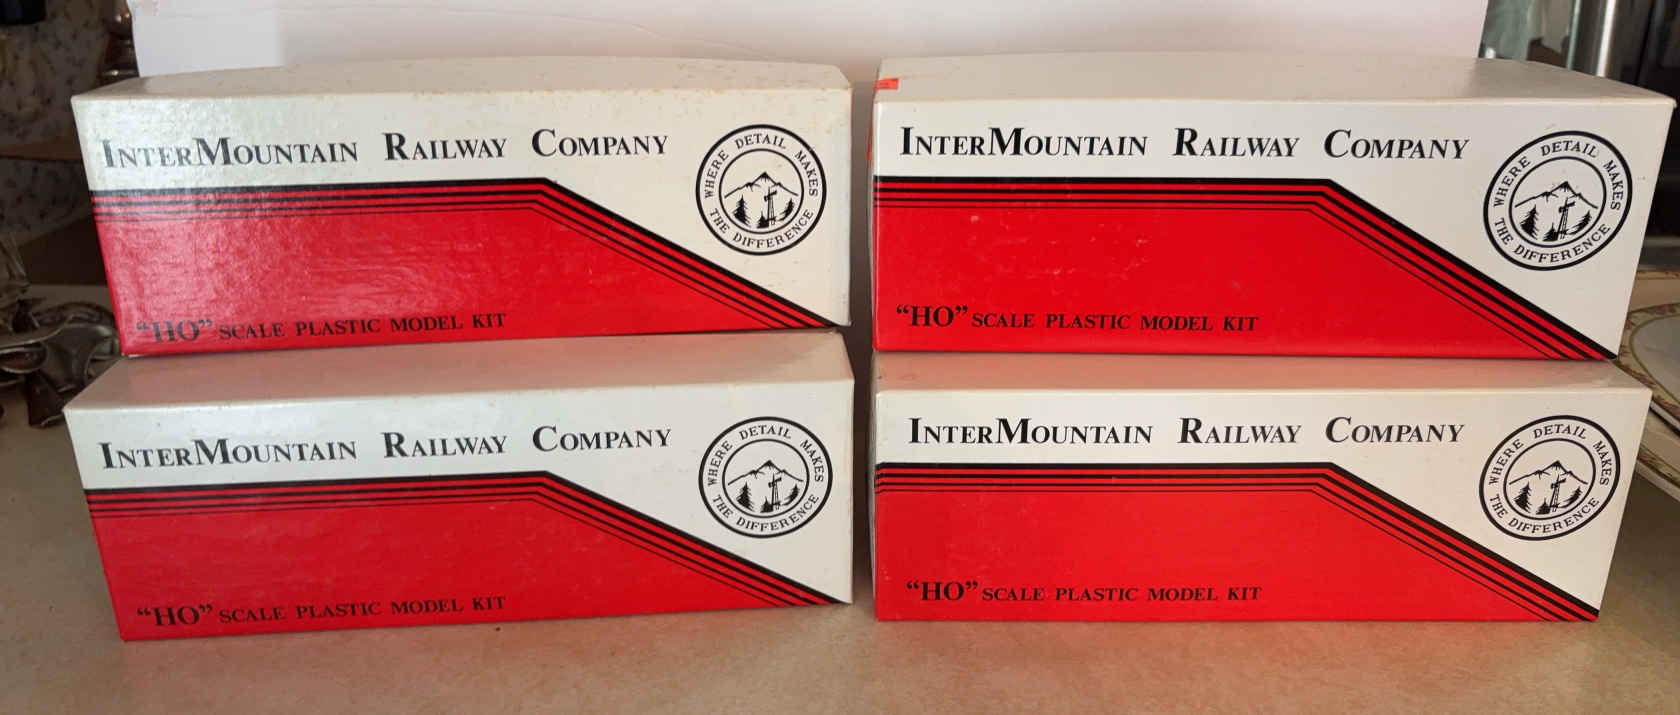 INTERMOUNTAIN RAILWAY COMPANY
WHERE DETAIL MAKES
THE DIFFERENCE
“HO” SCALE PLASTIC MODEL KIT
INTERMOUNTAIN RAILWAY COMPANY
WHERE DETAIL MAKES
THE DIFFERENCE
“HO” SCALE PLASTIC MODEL KIT
INTERMOUNTAIN RAILWAY COMPANY
WHERE DETAIL MAKES
THE DIFFERENCE
“HO” SCALE PLASTIC MODEL KIT
INTERMOUNTAIN RAILWAY COMPANY
WHERE DETAIL MAKES
THE DIFFERENCE
“HO” SCALE PLASTIC MODEL KIT